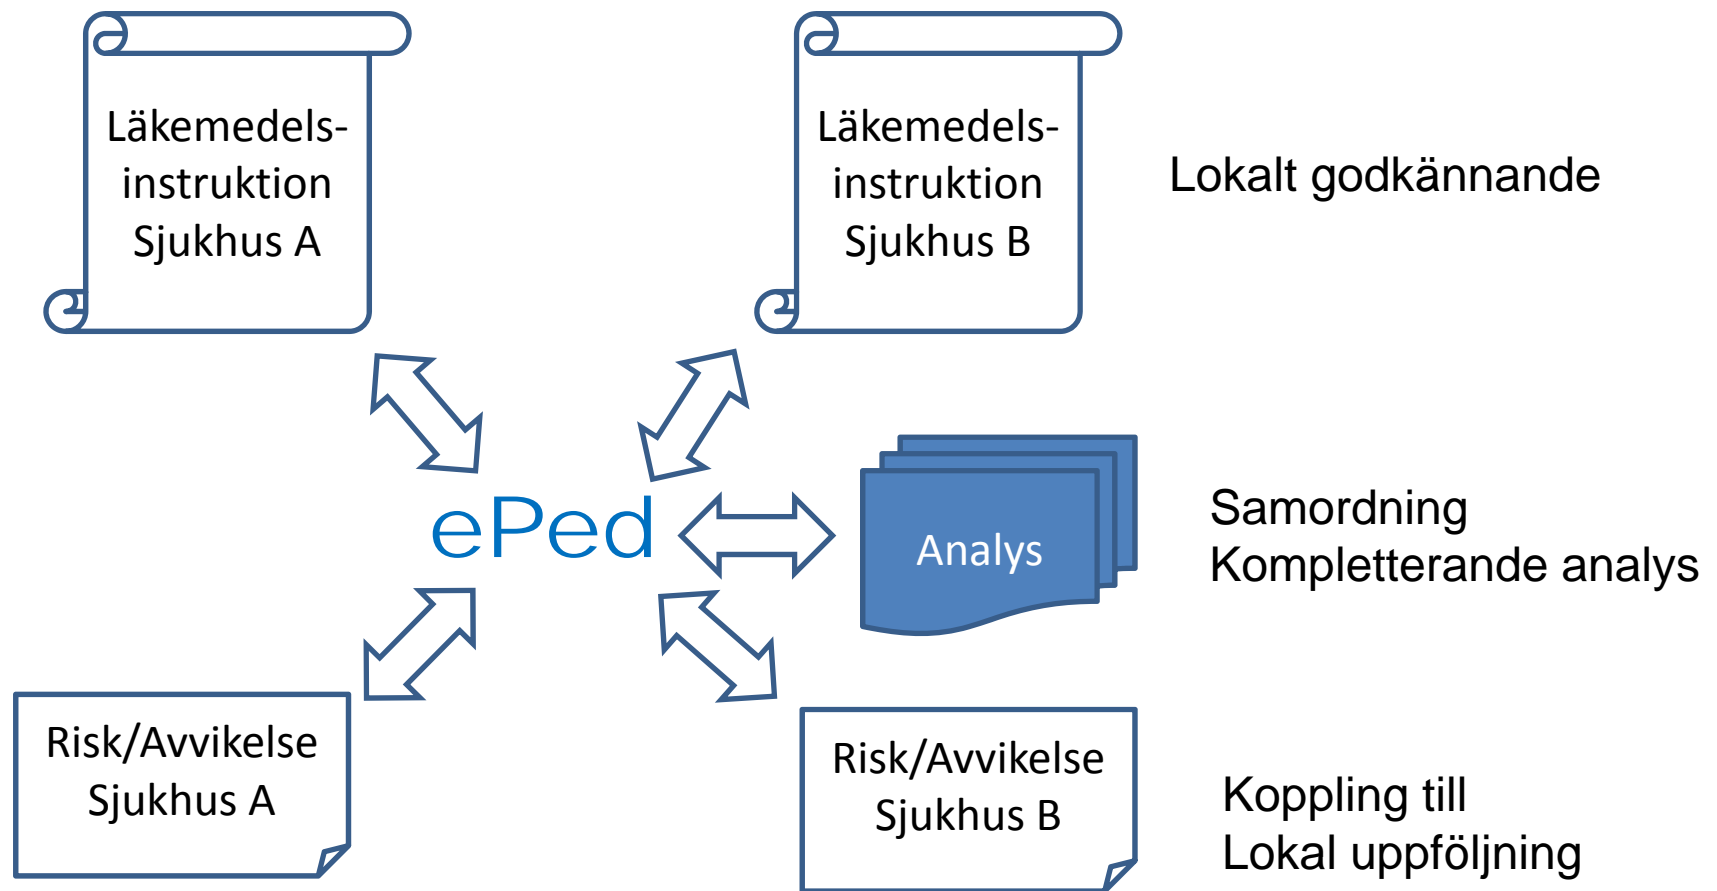 Läkemedels-
instruktion
Sjukhus A
Läkemedels-
instruktion
Sjukhus B
Lokalt godkännande
ePed
Analys
Samordning
Kompletterande analys
Risk/Avvikelse
Sjukhus A
Risk/Avvikelse
Sjukhus B
Koppling till
Lokal uppföljning